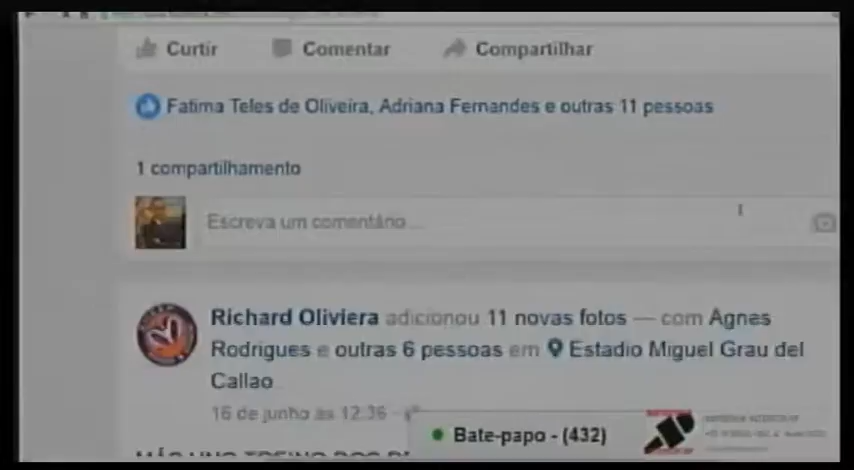 Curtir Comentar Compartilhar
Fatima Teles de Oliveira, Adriana Fernandes e outras 11 pessoas
1 compartilhamento
Escreva um comentário...
Richard Oliviera adicionou 11 novas fotos — com Agnes
Rodrigues e outras 6 pessoas em Estadio Miguel Grau del
Callao.
16 de junho às 12:36 ·
Bate-papo - (432)